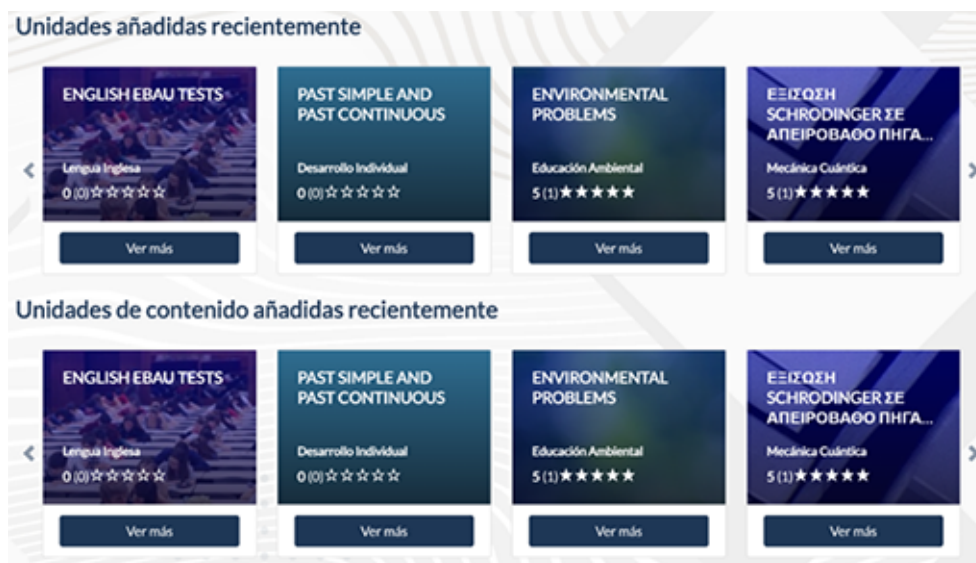 Unidades añadidas recientemente
ENGLISH EBAU TESTS
PAST SIMPLE AND
PAST CONTINUOUS
ENVIRONMENTAL
PROBLEMS
ΕΞΙΣΩΣΗ
SCHRODINGER ΣΕ
ΑΠΕΙΡΟΒΑΘΟ ΠΗΓΑ...
Lengua Inglesa
Desarrollo Individual
Educación Ambiental
Mecánica Cuántica
0 (0)☆☆☆☆☆
0 (0)☆☆☆☆☆
5 (1)★★★★★
5 (1)★★★★★
Ver más
Ver más
Ver más
Ver más
Unidades de contenido añadidas recientemente
ENGLISH EBAU TESTS
PAST SIMPLE AND
PAST CONTINUOUS
ENVIRONMENTAL
PROBLEMS
ΕΞΙΣΩΣΗ
SCHRODINGER ΣΕ
ΑΠΕΙΡΟΒΑΘΟ ΠΗΓΑ...
Lengua Inglesa
Desarrollo Individual
Educación Ambiental
Mecánica Cuántica
0 (0)☆☆☆☆☆
0 (0)☆☆☆☆☆
5 (1)★★★★★
5 (1)★★★★★
Ver más
Ver más
Ver más
Ver más